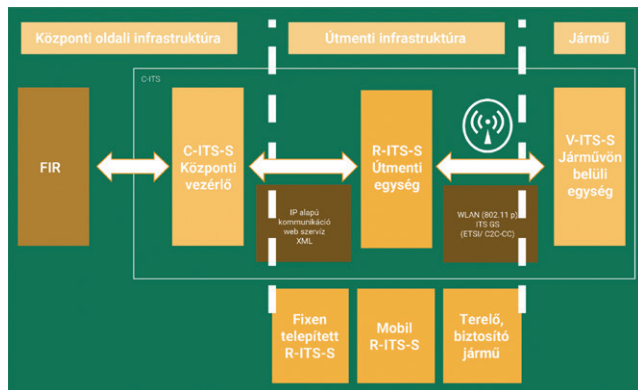 Központi oldali infrastruktúra
Útmenti infrastruktúra
Jármű
C-ITS
FIR
C-ITS-S
Központi
vezérlő
R-ITS-S
Útmenti
egység
V-ITS-S
Járművön
belüli
egység
IP alapú
kommunikáció
web szervíz
XML
WLAN (802.11 p)
ITS GS
(ETSI/ C2C-CC)
Fixen
telepített
R-ITS-S
Mobil
R-ITS-S
Terelő,
biztosító
jármű